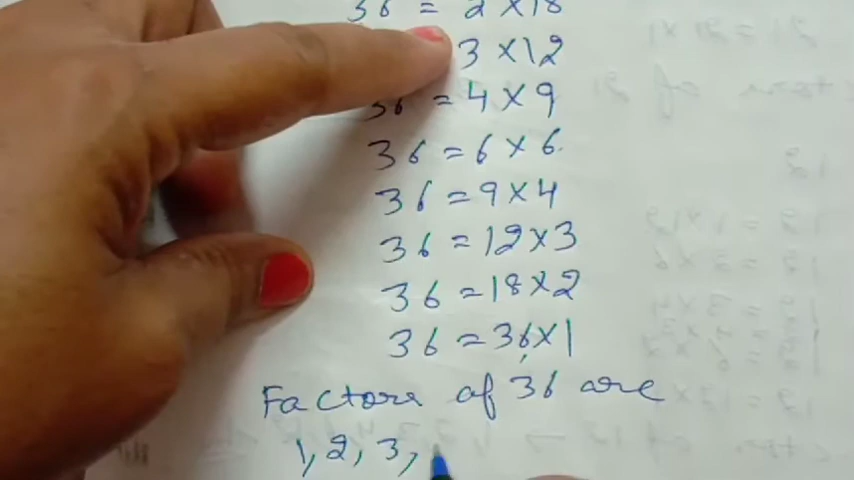 36 = 2 × 18
3 × 12
36 = 4 × 9
36 = 6 × 6.
36 = 9 × 4
36 = 12 × 3
36 = 18 × 2
36 = 36 × 1
Factors of 36 are
1, 2, 3,